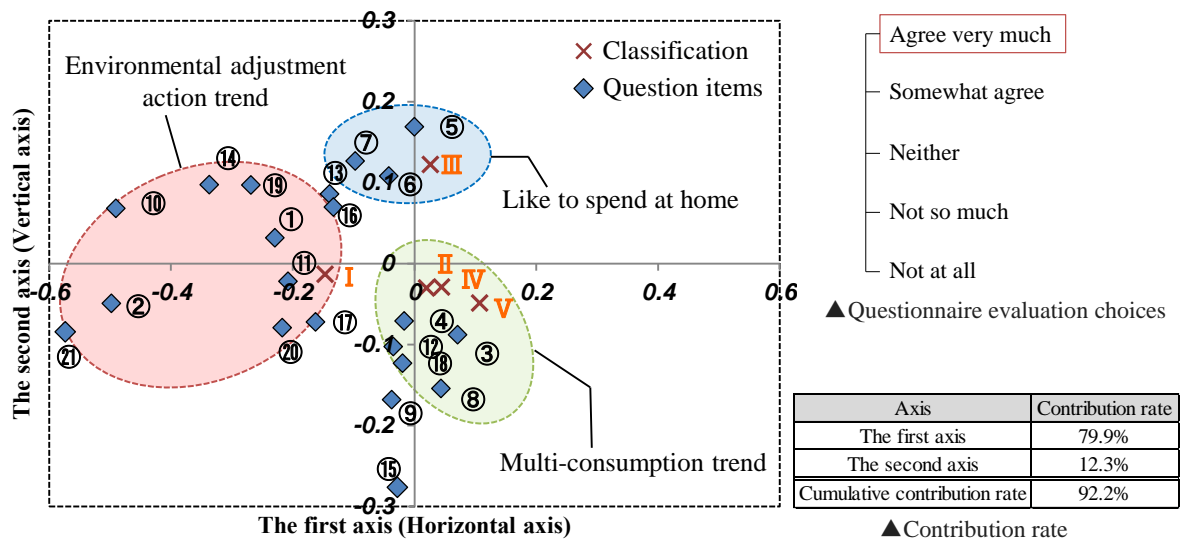 0.3
0.2
0.1
0
-0.1
-0.2
-0.3
-0.6
-0.4
-0.2
0
0.2
0.4
0.6
The second axis (Vertical axis)
The first axis (Horizontal axis)
Classification
Question items
Environmental adjustment
action trend
Like to spend at home
Multi-consumption trend
⑭
⑲
⑩
①
⑬
⑯
⑦
⑤
⑥
Ⅲ
⑪
Ⅰ
②
㉑
⑳
⑰
Ⅱ
Ⅳ
Ⅴ
④
⑫
③
⑱
⑧
⑨
⑮
Agree very much
Somewhat agree
Neither
Not so much
Not at all
▲Questionnaire evaluation choices
Axis Contribution rate
The first axis 79.9%
The second axis 12.3%
Cumulative contribution rate 92.2%
▲Contribution rate